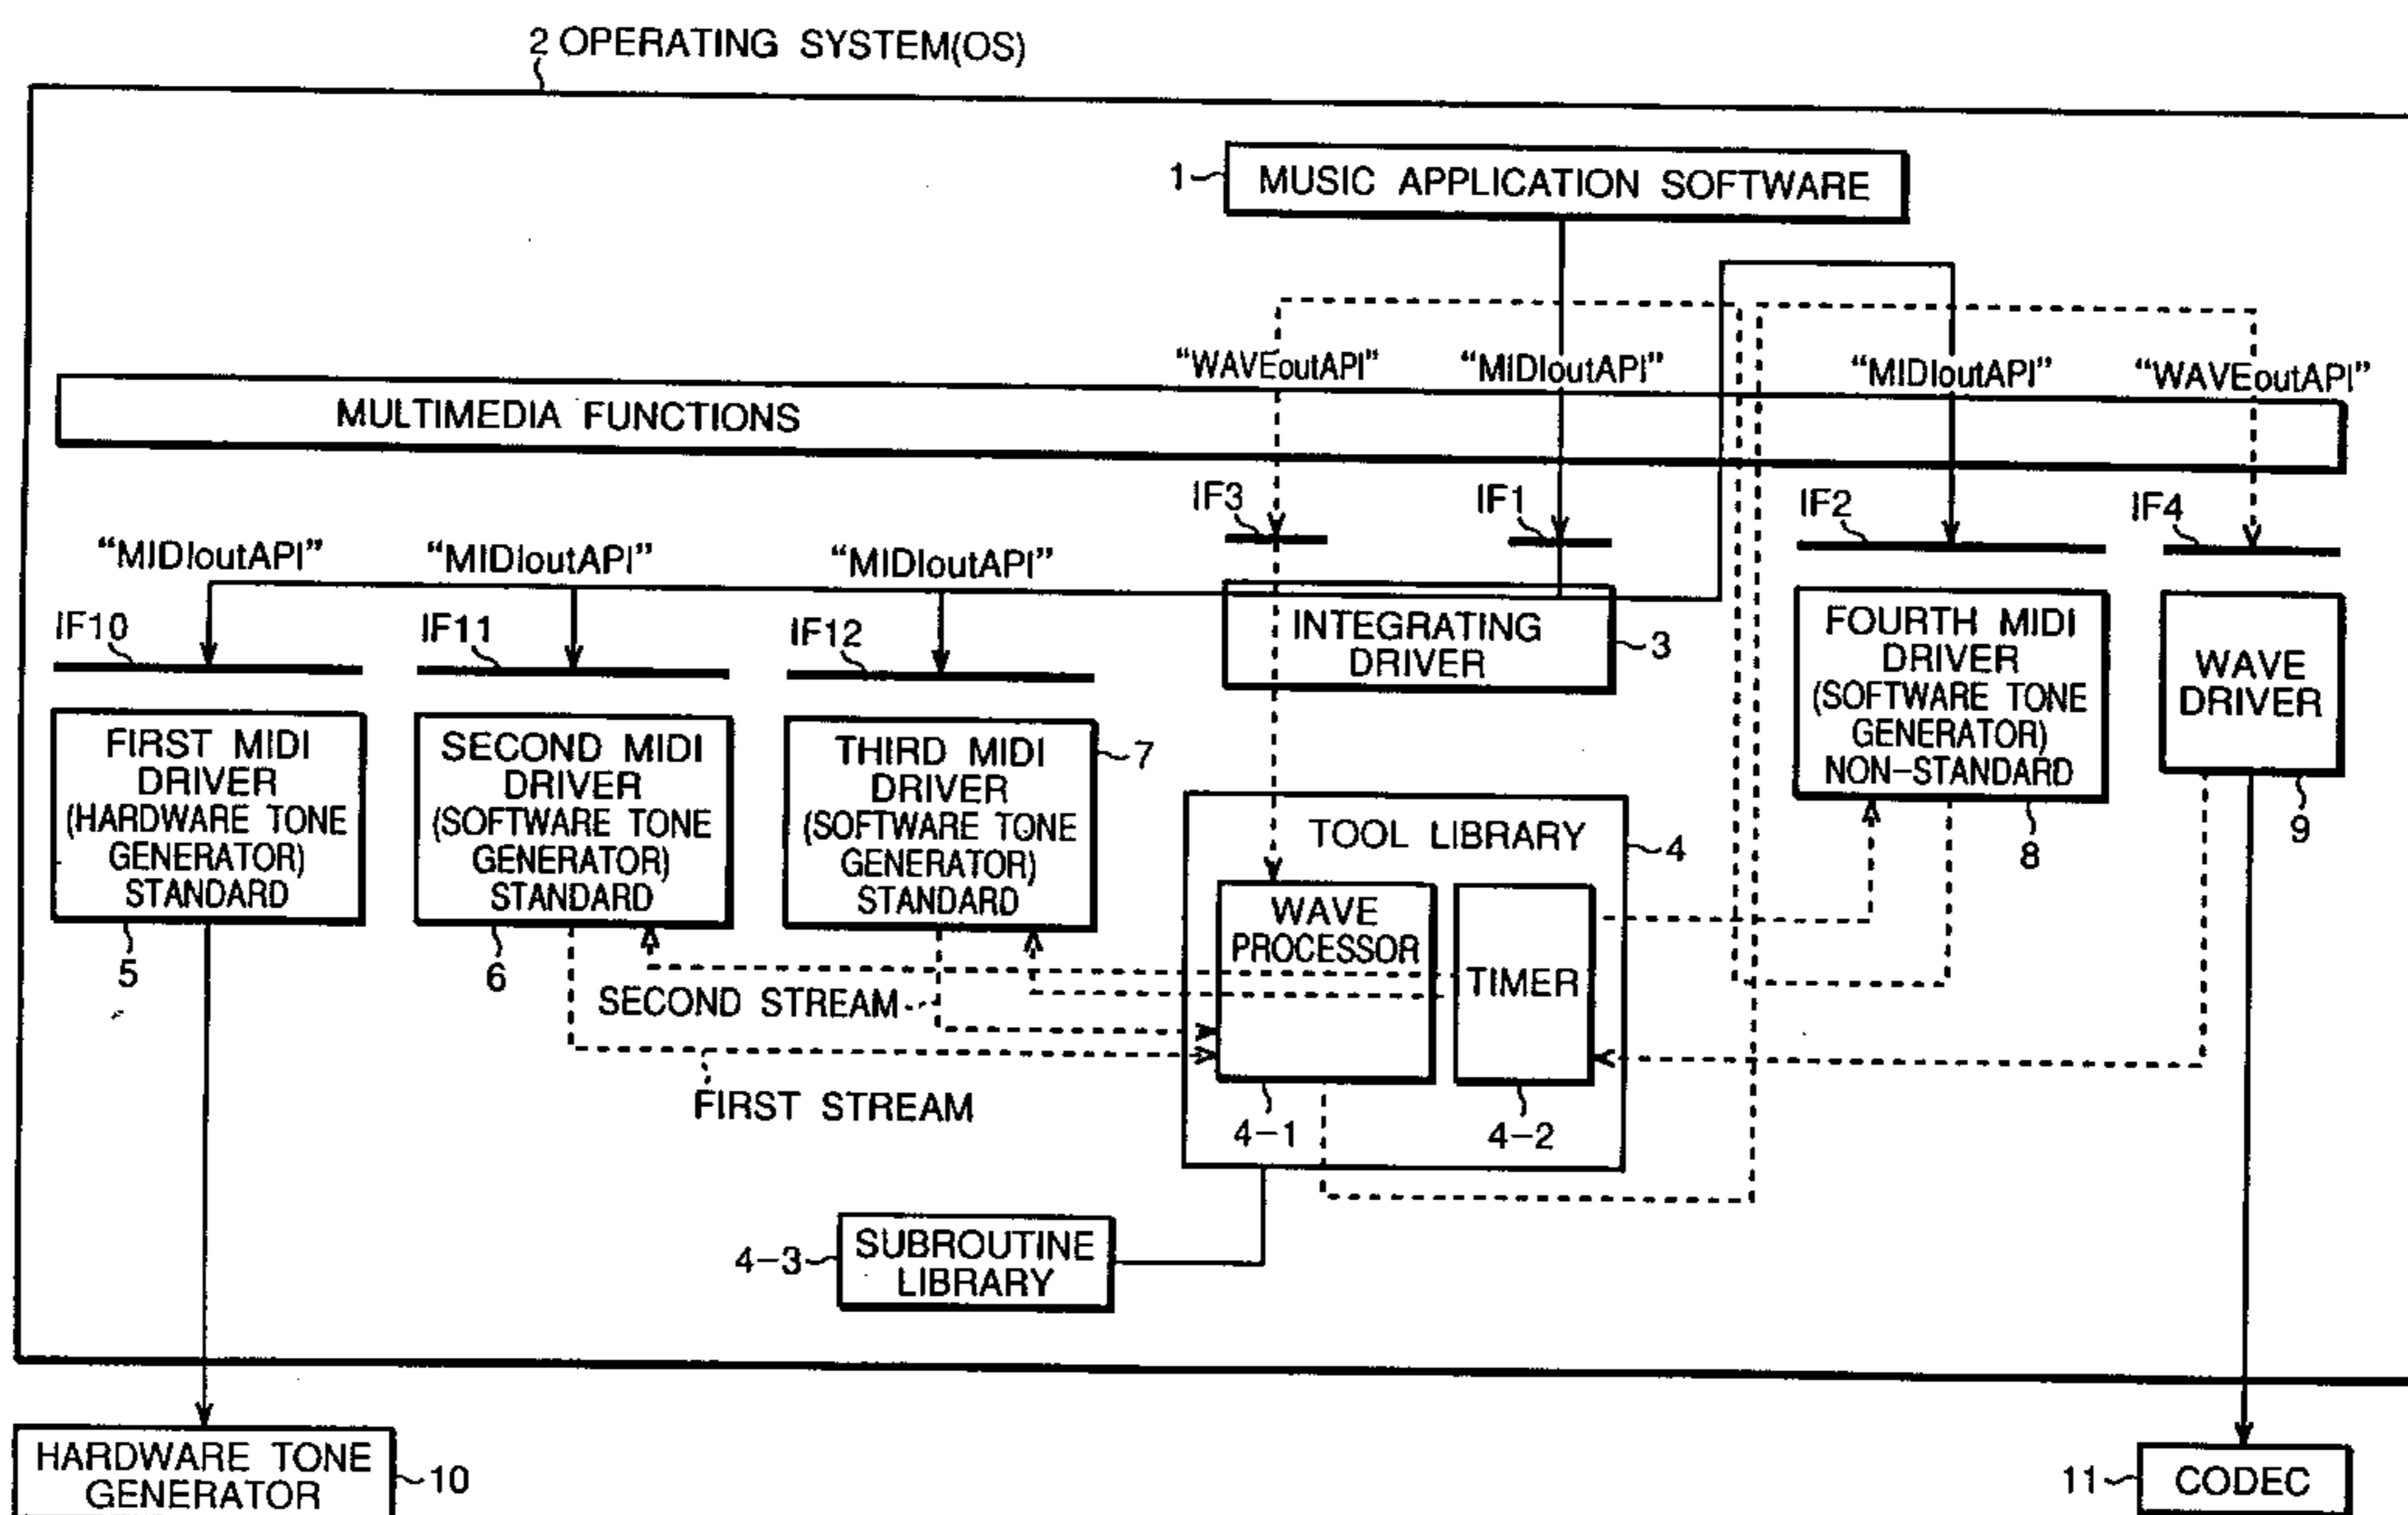 2 OPERATING SYSTEM(OS)
1
MUSIC APPLICATION SOFTWARE
“WAVEoutAPI”
“MIDIoutAPI”
“MIDIoutAPI”
“WAVEoutAPI”
MULTIMEDIA FUNCTIONS
IF3
IF1
IF2
IF4
“MIDIoutAPI”
“MIDIoutAPI”
“MIDIoutAPI”
IF10
IF11
IF12
INTEGRATING
DRIVER
3
FOURTH MIDI
DRIVER
(SOFTWARE TONE
GENERATOR)
NON-STANDARD
8
WAVE
DRIVER
9
FIRST MIDI
DRIVER
(HARDWARE TONE
GENERATOR)
STANDARD
5
SECOND MIDI
DRIVER
(SOFTWARE TONE
GENERATOR)
STANDARD
6
THIRD MIDI
DRIVER
(SOFTWARE TONE
GENERATOR)
STANDARD
7
TOOL LIBRARY
4
WAVE
PROCESSOR
4-1
TIMER
4-2
SECOND STREAM
FIRST STREAM
4-3
SUBROUTINE
LIBRARY
HARDWARE TONE
GENERATOR
10
11
CODEC